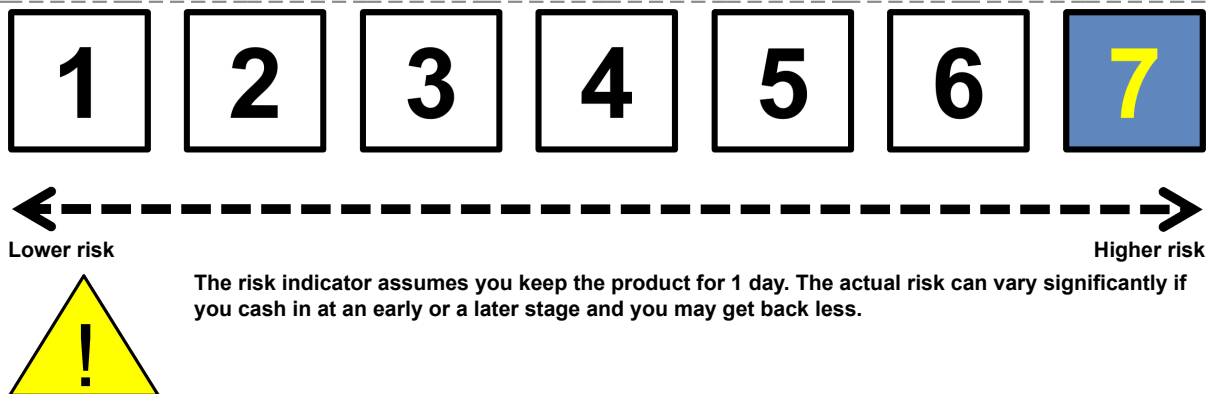 1 2 3 4 5 6 7
Lower risk Higher risk
The risk indicator assumes you keep the product for 1 day. The actual risk can vary significantly if
you cash in at an early or a later stage and you may get back less.
!